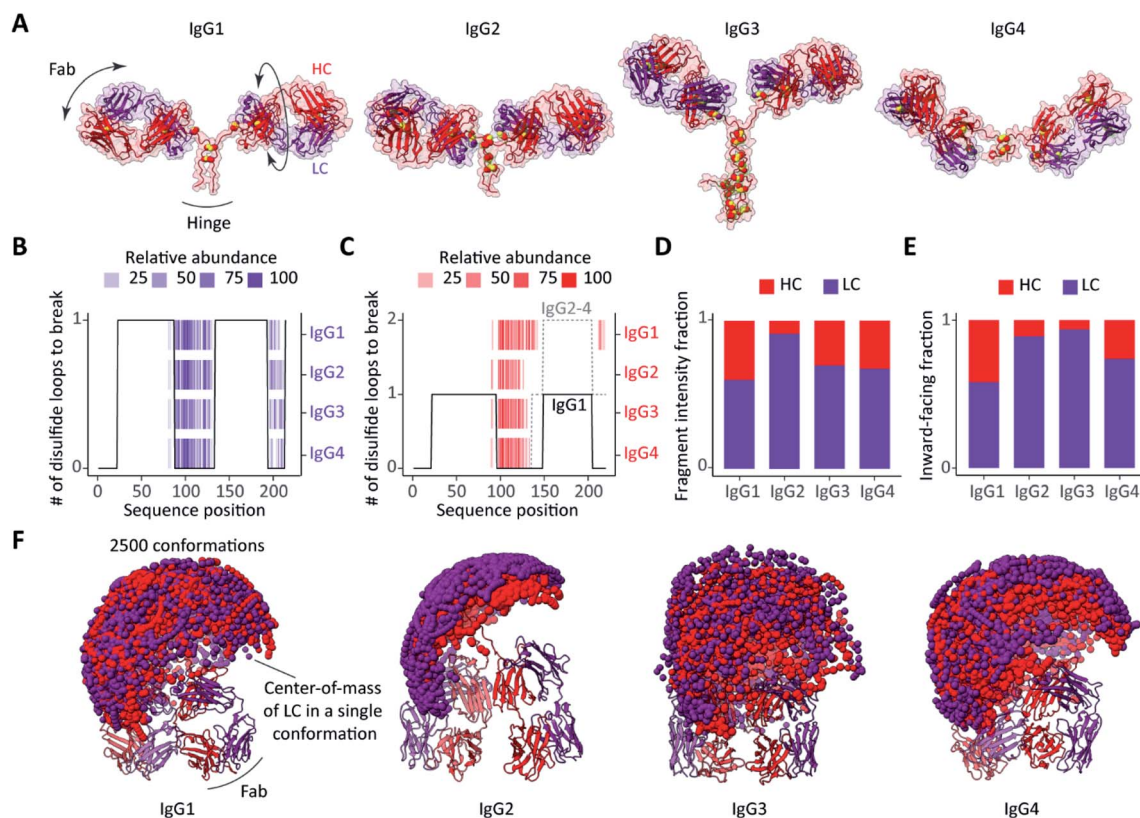 A
IgG1
IgG2
IgG3
IgG4
Fab
HC
LC
Hinge
B
Relative abundance
25 50 75 100
# of disulfide loops to break
1
0
IgG1
IgG2
IgG3
IgG4
0 50 100 150 200
Sequence position
C
Relative abundance
25 50 75 100
# of disulfide loops to break
2
1
0
IgG2-4
IgG1
IgG1
IgG2
IgG3
IgG4
0 50 100 150 200
Sequence position
D
HC LC
Fragment intensity fraction
1
0
IgG1 IgG2 IgG3 IgG4
E
HC LC
Inward-facing fraction
1
0
IgG1 IgG2 IgG3 IgG4
F
2500 conformations
Center-of-mass
of LC in a single
conformation
Fab
IgG1
IgG2
IgG3
IgG4